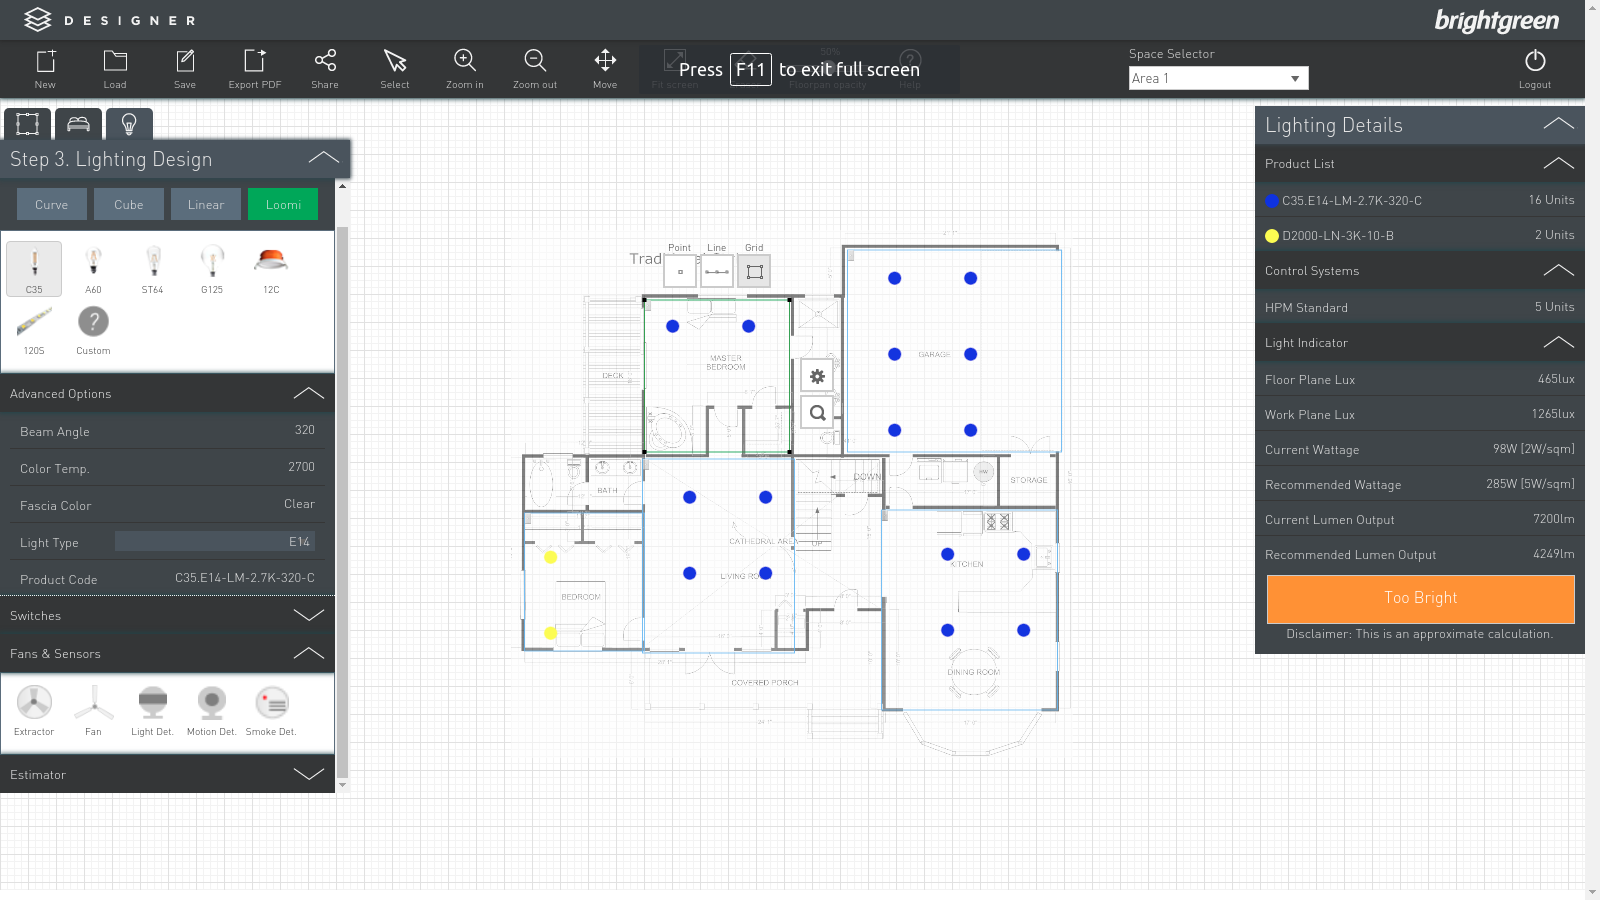 DESIGNER
brightgreen
New
Load
Save
Export PDF
Share
Select
Zoom in
Zoom out
Move
Fit screen
50%
Floorpan opacity
Help
Press F11 to exit full screen
Space Selector
Area 1
Logout
Step 3. Lighting Design
Curve
Cube
Linear
Loomi
C35
A60
ST64
G125
12C
120S
Custom
Advanced Options
Beam Angle 320
Color Temp. 2700
Fascia Color Clear
Light Type E14
Product Code C35.E14-LM-2.7K-320-C
Switches
Fans & Sensors
Extractor
Fan
Light Det.
Motion Det.
Smoke Det.
Estimator
Point
Line
Grid
Trad
MASTER
BEDROOM
DECK
GARAGE
BATH
DOWN
STORAGE
UP
CATHEDRAL AREA
LIVING RO
BEDROOM
KITCHEN
DINING ROOM
COVERED PORCH
Lighting Details
Product List
C35.E14-LM-2.7K-320-C 16 Units
D2000-LN-3K-10-B 2 Units
Control Systems
HPM Standard 5 Units
Light Indicator
Floor Plane Lux 465lux
Work Plane Lux 1265lux
Current Wattage 98W [2W/sqm]
Recommended Wattage 285W [5W/sqm]
Current Lumen Output 7200lm
Recommended Lumen Output 4249lm
Too Bright
Disclaimer: This is an approximate calculation.